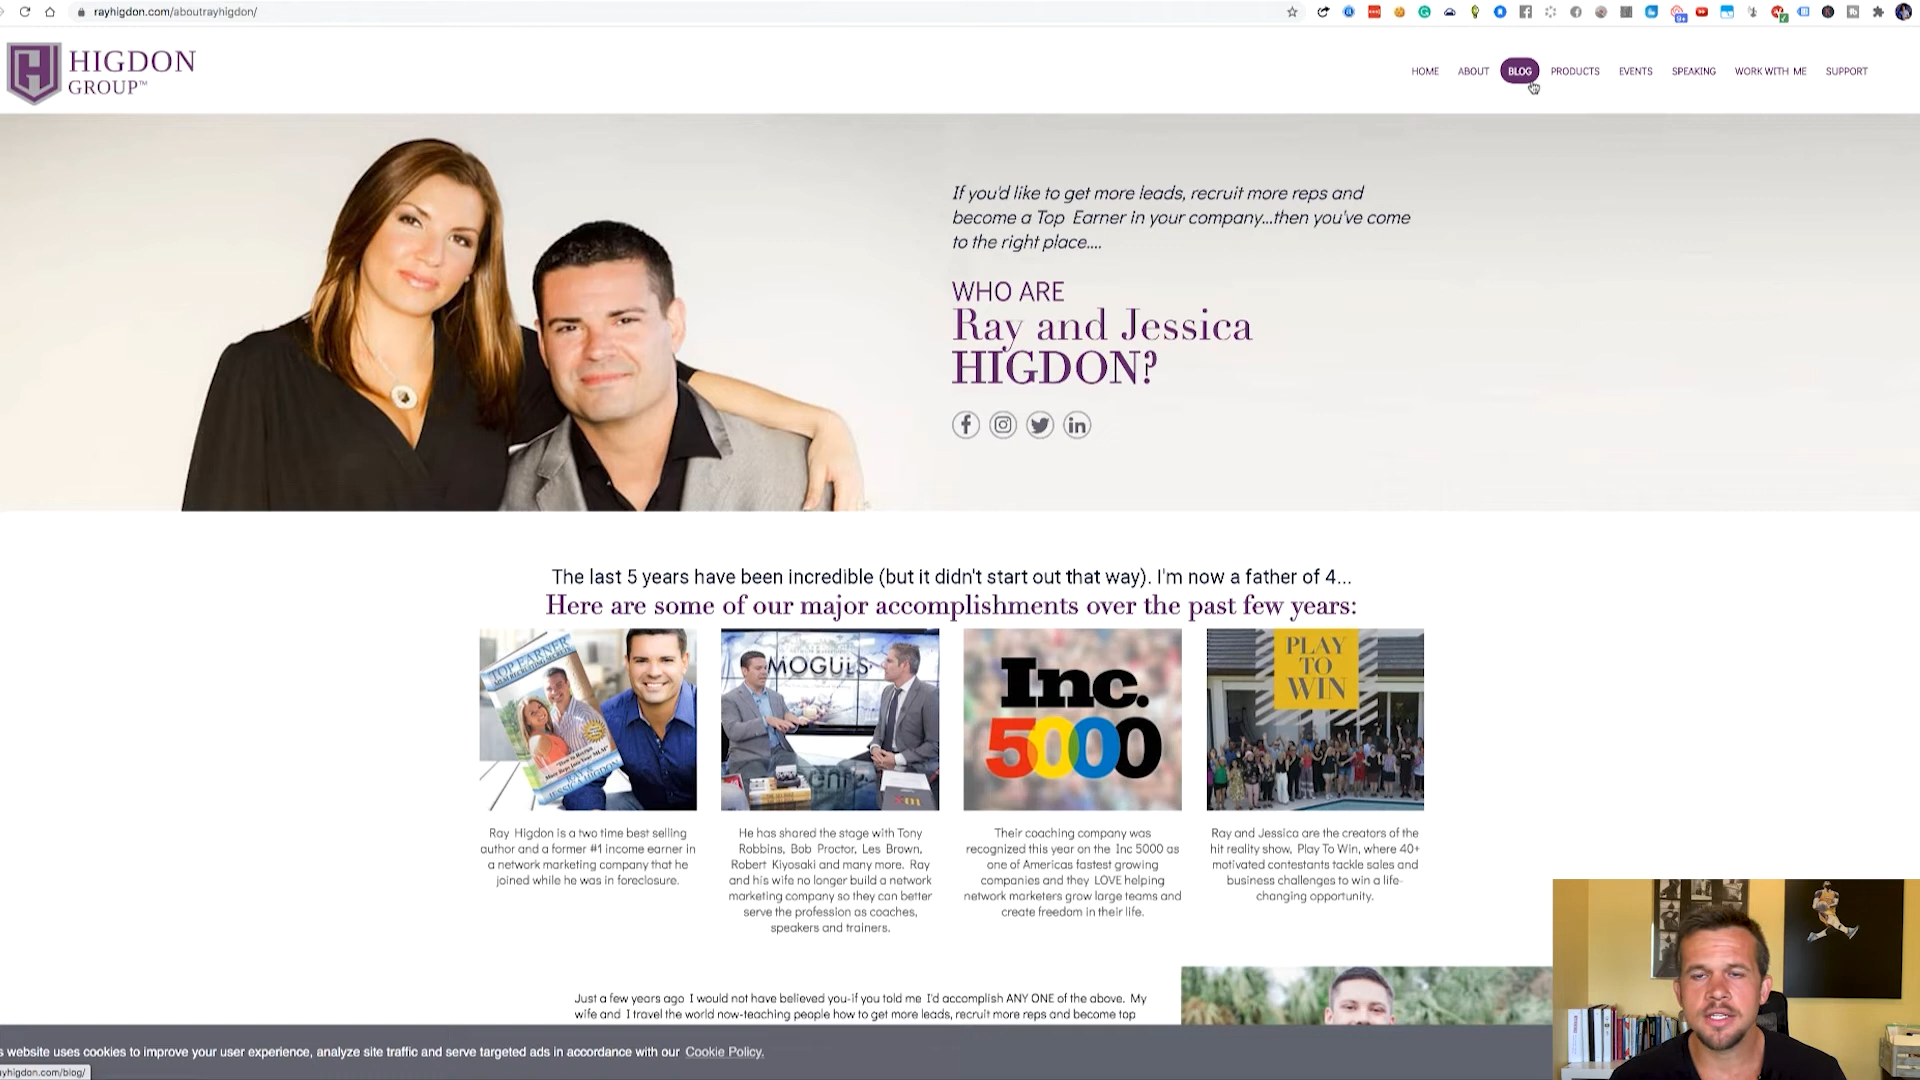 rayhigdon.com/aboutrayhigdon/
HIGDON
GROUP™
HOME
ABOUT
BLOG
PRODUCTS
EVENTS
SPEAKING
WORK WITH ME
SUPPORT
If you'd like to get more leads, recruit more reps and
become a Top Earner in your company...then you've come
to the right place....
WHO ARE
Ray and Jessica
HIGDON?
The last 5 years have been incredible (but it didn't start out that way). I'm now a father of 4...
Here are some of our major accomplishments over the past few years:
TOP EARNER
"How to Recruit
More Reps Into Your MLM"
MOGULS
Inc.
5000
PLAY
TO
WIN
Ray Higdon is a two time best selling
author and a former #1 income earner in
a network marketing company that he
joined while he was in foreclosure.
He has shared the stage with Tony
Robbins, Bob Proctor, Les Brown,
Robert Kiyosaki and many more. Ray
and his wife no longer build a network
marketing company so they can better
serve the profession as coaches,
speakers and trainers.
Their coaching company was
recognized this year on the Inc 5000 as
one of Americas fastest growing
companies and they LOVE helping
network marketers grow large teams and
create freedom in their life.
Ray and Jessica are the creators of the
hit reality show, Play To Win, where 40+
motivated contestants tackle sales and
business challenges to win a life-
changing opportunity.
Just a few years ago I would not have believed you-if you told me I'd accomplish ANY ONE of the above. My
wife and I travel the world now-teaching people how to get more leads, recruit more reps and become top
s website uses cookies to improve your user experience, analyze site traffic and serve targeted ads in accordance with our Cookie Policy.
ayhigdon.com/blog/